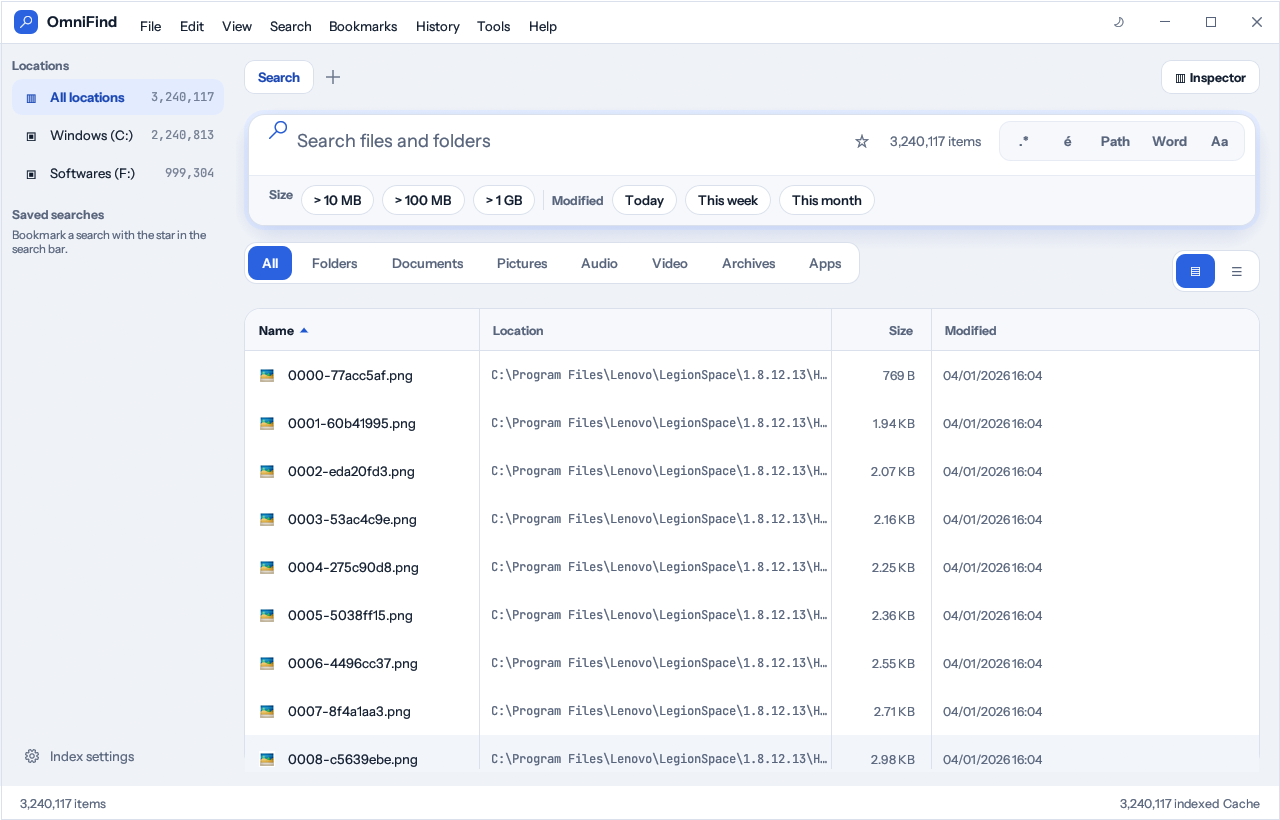 OmniFind File Edit View Search Bookmarks History Tools Help
Locations
All locations 3,240,117
Windows (C:) 2,240,813
Softwares (F:) 999,304
Saved searches
Bookmark a search with the star in the
search bar.
Index settings
Search Inspector
Search files and folders 3,240,117 items .* é Path Word Aa
Size > 10 MB > 100 MB > 1 GB Modified Today This week This month
All Folders Documents Pictures Audio Video Archives Apps
Name Location Size Modified
0000-77acc5af.png C:\Program Files\Lenovo\LegionSpace\1.8.12.13\H… 769 B 04/01/2026 16:04
0001-60b41995.png C:\Program Files\Lenovo\LegionSpace\1.8.12.13\H… 1.94 KB 04/01/2026 16:04
0002-eda20fd3.png C:\Program Files\Lenovo\LegionSpace\1.8.12.13\H… 2.07 KB 04/01/2026 16:04
0003-53ac4c9e.png C:\Program Files\Lenovo\LegionSpace\1.8.12.13\H… 2.16 KB 04/01/2026 16:04
0004-275c90d8.png C:\Program Files\Lenovo\LegionSpace\1.8.12.13\H… 2.25 KB 04/01/2026 16:04
0005-5038ff15.png C:\Program Files\Lenovo\LegionSpace\1.8.12.13\H… 2.36 KB 04/01/2026 16:04
0006-4496cc37.png C:\Program Files\Lenovo\LegionSpace\1.8.12.13\H… 2.55 KB 04/01/2026 16:04
0007-8f4a1aa3.png C:\Program Files\Lenovo\LegionSpace\1.8.12.13\H… 2.71 KB 04/01/2026 16:04
0008-c5639ebe.png C:\Program Files\Lenovo\LegionSpace\1.8.12.13\H… 2.98 KB 04/01/2026 16:04
3,240,117 items 3,240,117 indexed Cache